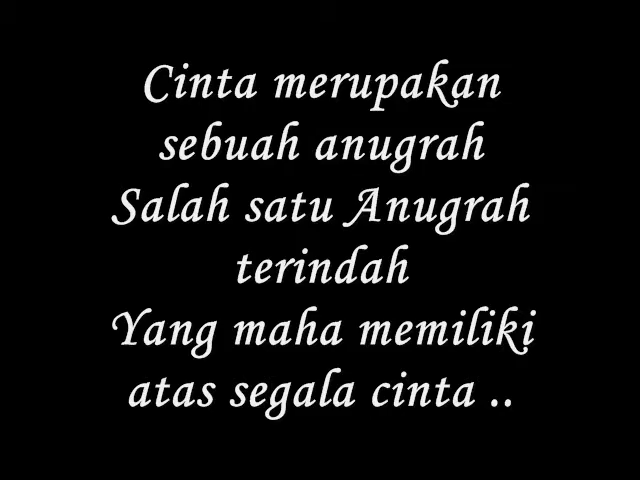 Cinta merupakan
sebuah anugrah
Salah satu Anugrah
terindah
Yang maha memiliki
atas segala cinta ..